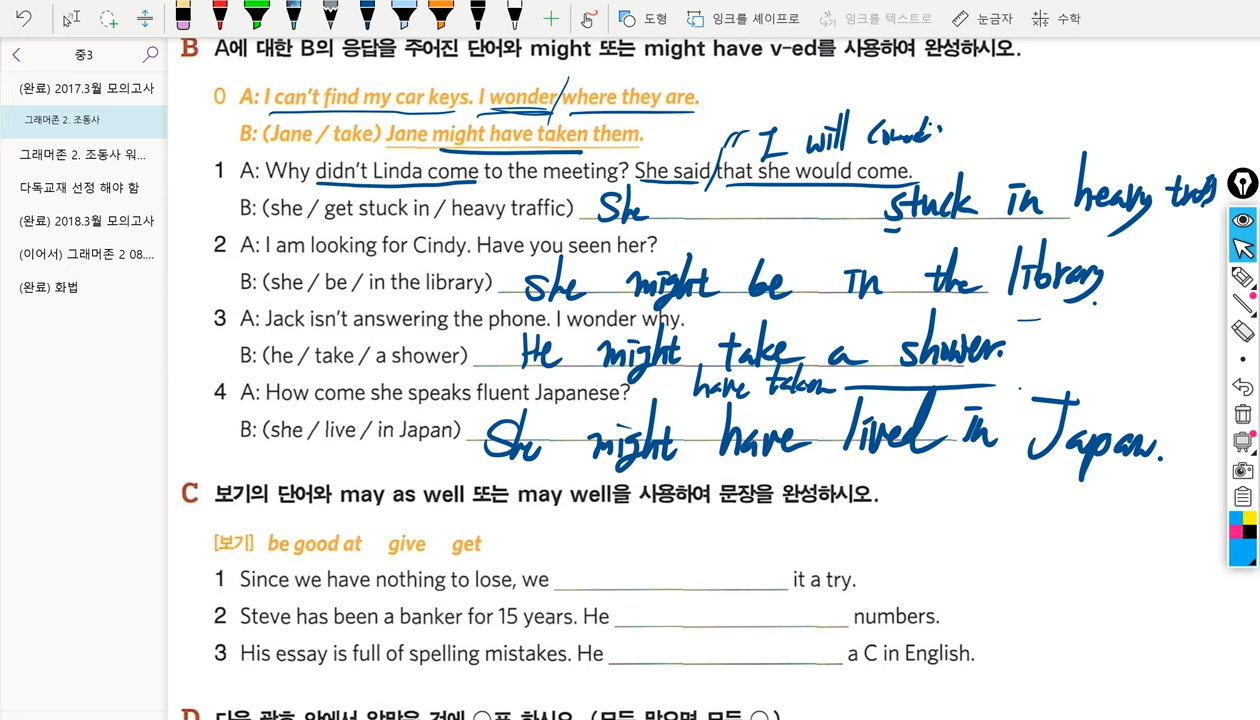 도형
잉크를 셰이프로
잉크를 텍스트로
눈금자
수학
중3
(완료) 2017.3월 모의고사
그래머존 2. 조동사
그래머존 2. 조동사 워...
다독교재 선정 해야 함
(완료) 2018.3월 모의고사
(이어서) 그래머존 2 08....
(완료) 화법
B A에 대한 B의 응답을 주어진 단어와 might 또는 might have v-ed를 사용하여 완성하시오.
0 A: I can't find my car keys. I wonder where they are.
B: (Jane / take) Jane might have taken them.
" I will
1 A: Why didn't Linda come to the meeting? She said that she would come.
B: (she / get stuck in / heavy traffic) She stuck in heavy
2 A: I am looking for Cindy. Have you seen her?
B: (she / be / in the library) She might be in the library.
3 A: Jack isn't answering the phone. I wonder why.
B: (he / take / a shower) He might take a shower.
have taken
4 A: How come she speaks fluent Japanese?
B: (she / live / in Japan) She might have lived in Japan.
C 보기의 단어와 may as well 또는 may well을 사용하여 문장을 완성하시오.
[보기] be good at give get
1 Since we have nothing to lose, we it a try.
2 Steve has been a banker for 15 years. He numbers.
3 His essay is full of spelling mistakes. He a C in English.